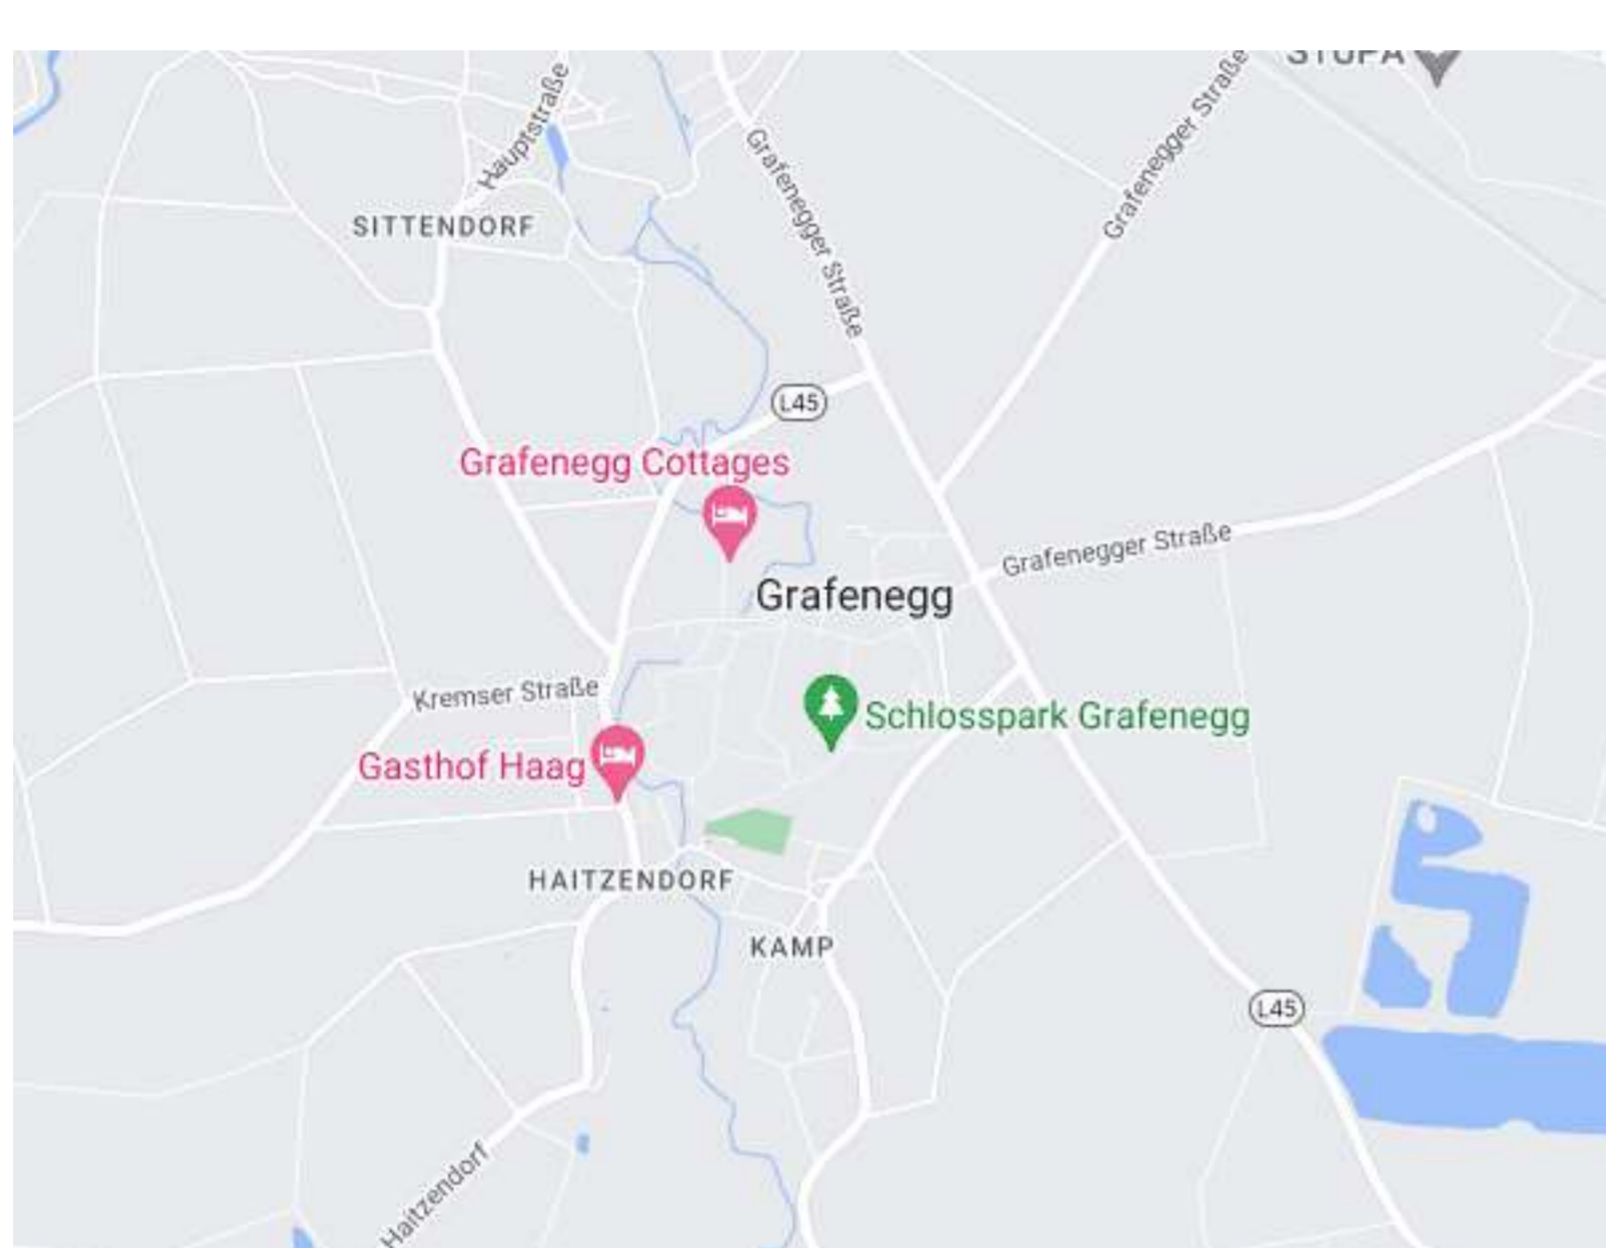 STUPA
Hauptstraße
Grafenegger Straße
Grafenegger Straße
SITTENDORF
L45
Grafenegg Cottages
Grafenegger Straße
Grafenegg
Kremser Straße
Schlosspark Grafenegg
Gasthof Haag
HAITZENDORF
KAMP
L45
Haitzendorf